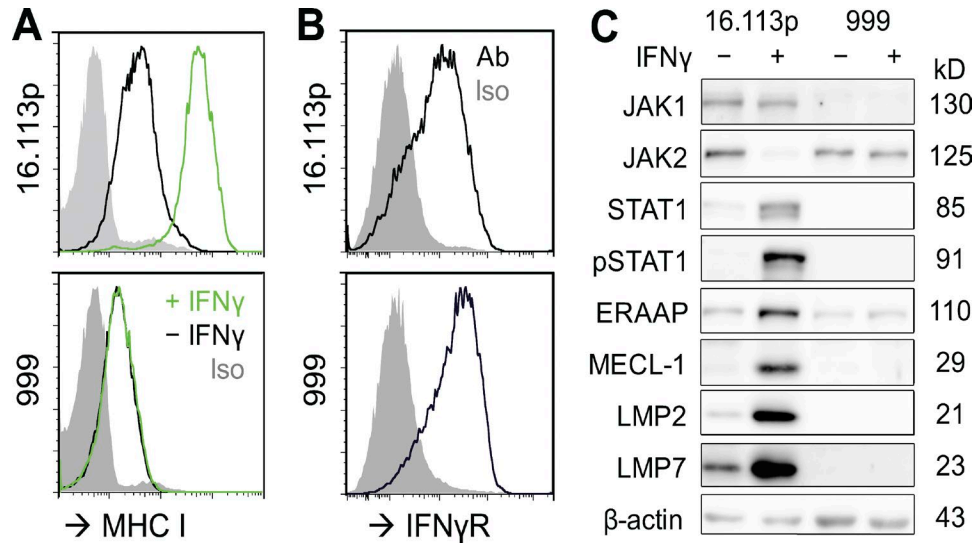 A
16.113p
999
+ IFNγ
− IFNγ
Iso
→ MHC I
B
Ab
Iso
16.113p
999
→ IFNγR
C
16.113p 999
IFNγ − + − + kD
JAK1 130
JAK2 125
STAT1 85
pSTAT1 91
ERAAP 110
MECL-1 29
LMP2 21
LMP7 23
β-actin 43